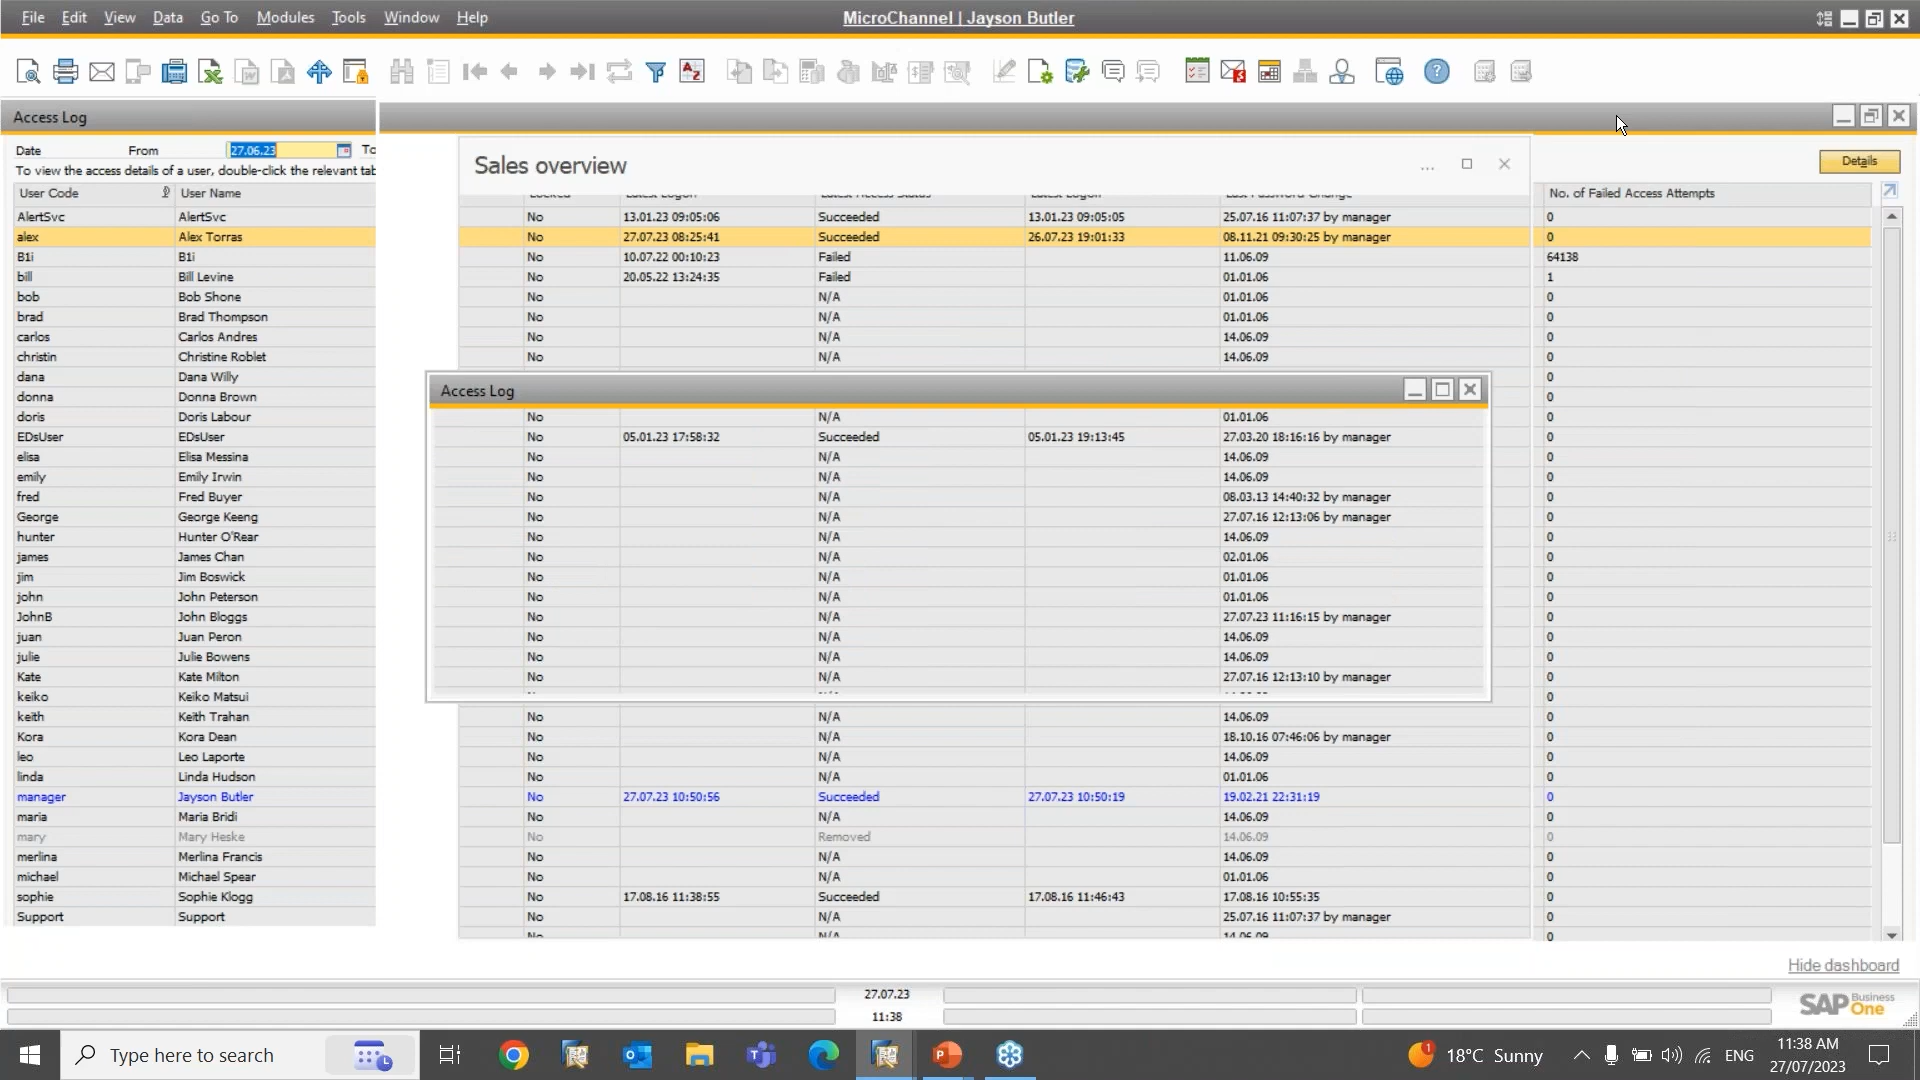 File Edit View Data Go To Modules Tools Window Help
MicroChannel | Jayson Butler
Access Log
Date From 27.06.23 To
To view the access details of a user, double-click the relevant tab
Details
Sales overview
User Code User Name Locked Latest Logon Latest Access Status Latest Logoff Last Password Change No. of Failed Access Attempts
AlertSvc AlertSvc No 13.01.23 09:05:06 Succeeded 13.01.23 09:05:05 25.07.16 11:07:37 by manager 0
alex Alex Torras No 27.07.23 08:25:41 Succeeded 26.07.23 19:01:33 08.11.21 09:30:25 by manager 0
B1i B1i No 10.07.22 00:10:23 Failed 11.06.09 64138
bill Bill Levine No 20.05.22 13:24:35 Failed 01.01.06 1
bob Bob Shone No N/A 01.01.06 0
brad Brad Thompson No N/A 01.01.06 0
carlos Carlos Andres No N/A 14.06.09 0
christin Christine Roblet No N/A 14.06.09 0
dana Dana Willy 0
Access Log
donna Donna Brown 0
doris Doris Labour No N/A 01.01.06 0
EDsUser EDsUser No 05.01.23 17:58:32 Succeeded 05.01.23 19:13:45 27.03.20 18:16:16 by manager 0
elisa Elisa Messina No N/A 14.06.09 0
emily Emily Irwin No N/A 14.06.09 0
fred Fred Buyer No N/A 08.03.13 14:40:32 by manager 0
George George Keeng No N/A 27.07.16 12:13:06 by manager 0
hunter Hunter O'Rear No N/A 14.06.09 0
james James Chan No N/A 02.01.06 0
jim Jim Boswick No N/A 01.01.06 0
john John Peterson No N/A 01.01.06 0
JohnB John Bloggs No N/A 27.07.23 11:16:15 by manager 0
juan Juan Peron No N/A 14.06.09 0
julie Julie Bowens No N/A 14.06.09 0
Kate Kate Milton No N/A 27.07.16 12:13:10 by manager 0
keiko Keiko Matsui 0
keith Keith Trahan No N/A 14.06.09 0
Kora Kora Dean No N/A 18.10.16 07:46:06 by manager 0
leo Leo Laporte No N/A 14.06.09 0
linda Linda Hudson No N/A 01.01.06 0
manager Jayson Butler No 27.07.23 10:50:56 Succeeded 27.07.23 10:50:19 19.02.21 22:31:19 0
maria Maria Bridi No N/A 14.06.09 0
mary Mary Heske No Removed 14.06.09 0
merlina Merlina Francis No N/A 14.06.09 0
michael Michael Spear No N/A 01.01.06 0
sophie Sophie Klogg No 17.08.16 11:38:55 Succeeded 17.08.16 11:46:43 17.08.16 10:55:35 0
Support Support No N/A 25.07.16 11:07:37 by manager 0
No N/A 14.06.09 0
Hide dashboard
27.07.23
11:38
SAP Business One
Type here to search
18°C Sunny
ENG
11:38 AM
27/07/2023